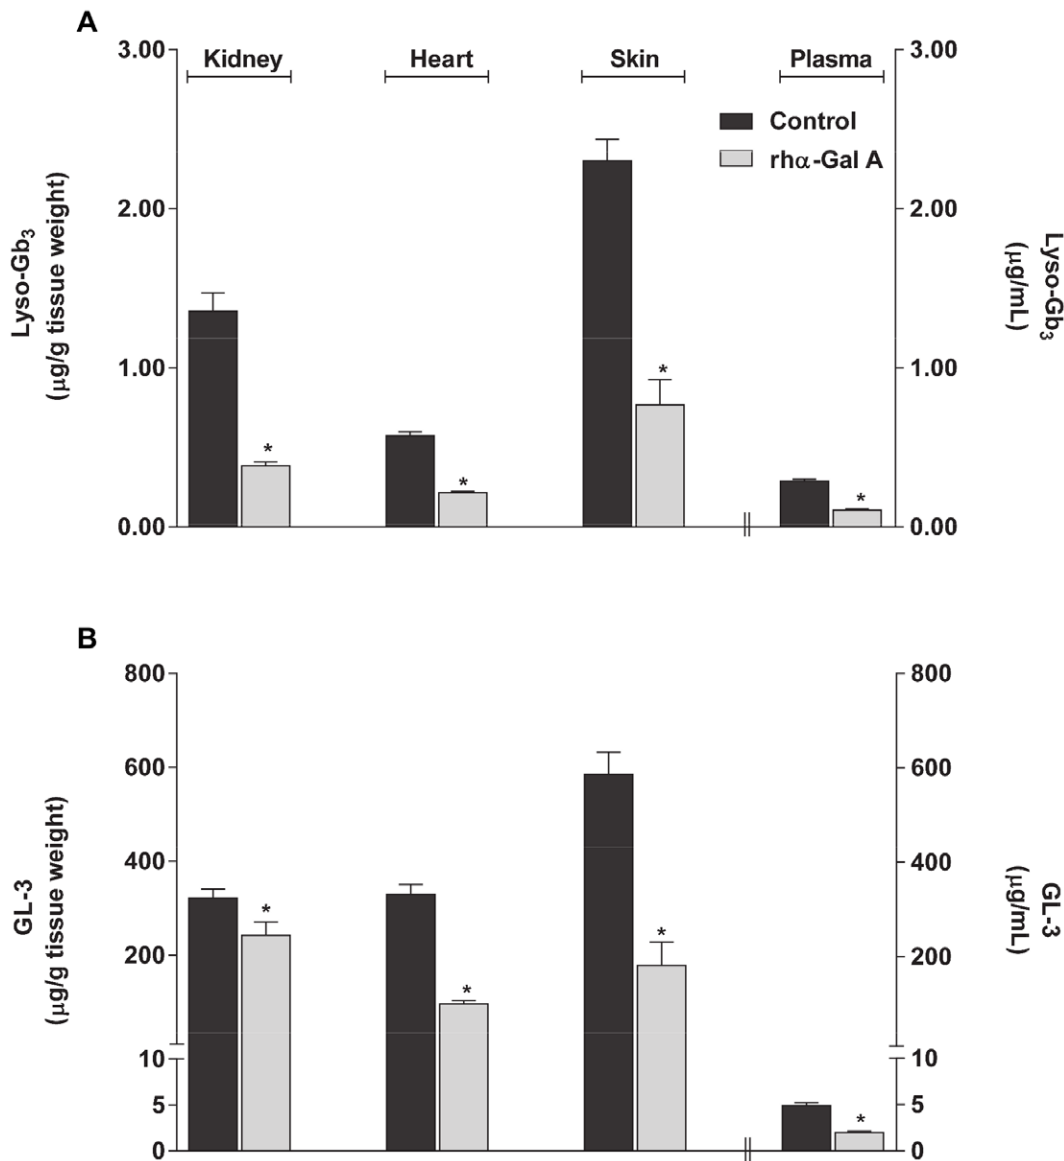 A
3.00
3.00
Kidney
Heart
Skin
Plasma
Control
rhα-Gal A
2.00
2.00
Lyso-Gb3
(µg/g tissue weight)
Lyso-Gb3
(µg/mL)
1.00
1.00
*
*
*
*
0.00
0.00
B
800
800
600
600
GL-3
(µg/g tissue weight)
GL-3
(µg/mL)
400
400
*
*
*
200
200
10
10
5
5
*
0
0